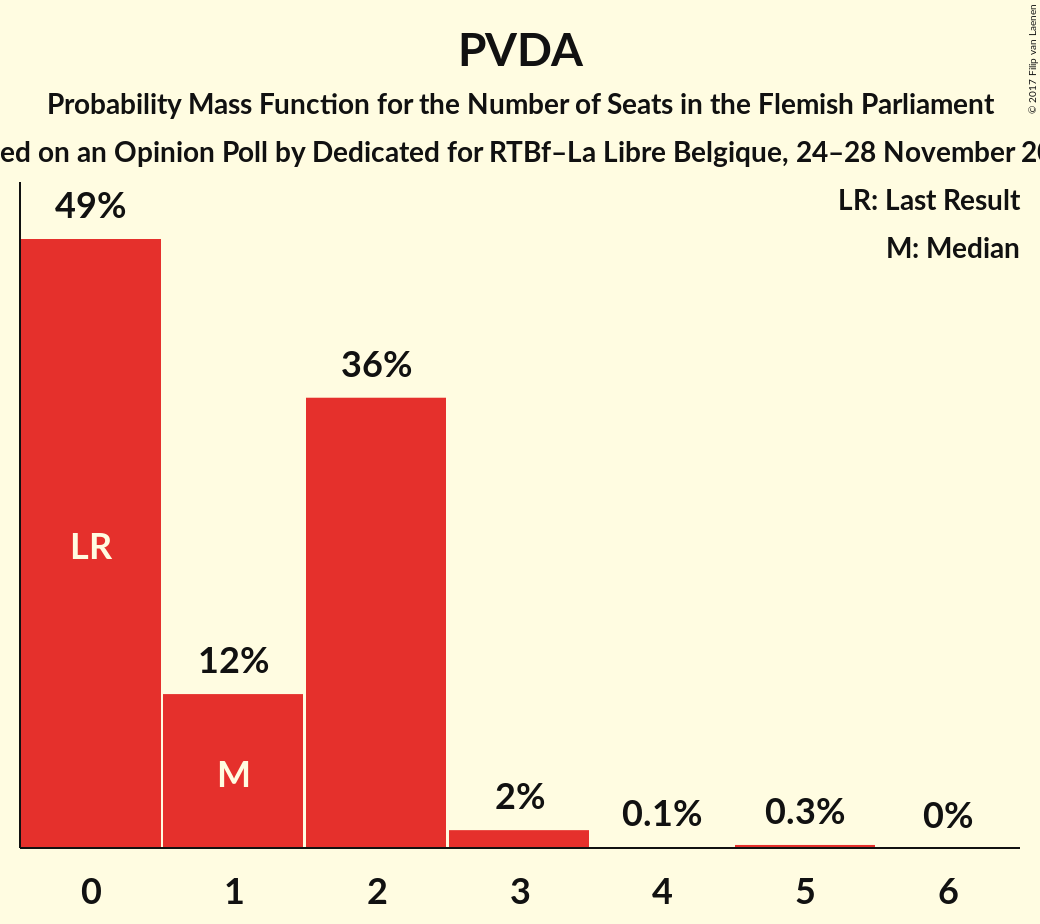 PVDA
Probability Mass Function for the Number of Seats in the Flemish Parliament
on an Opinion Poll by Dedicated for RTBf–La Libre Belgique, 24–28 November
© 2017 Filip van Laenen
LR: Last Result
M: Median
49%
36%
12%
2%
0.1%
0.3%
0%
LR
M
0 1 2 3 4 5 6